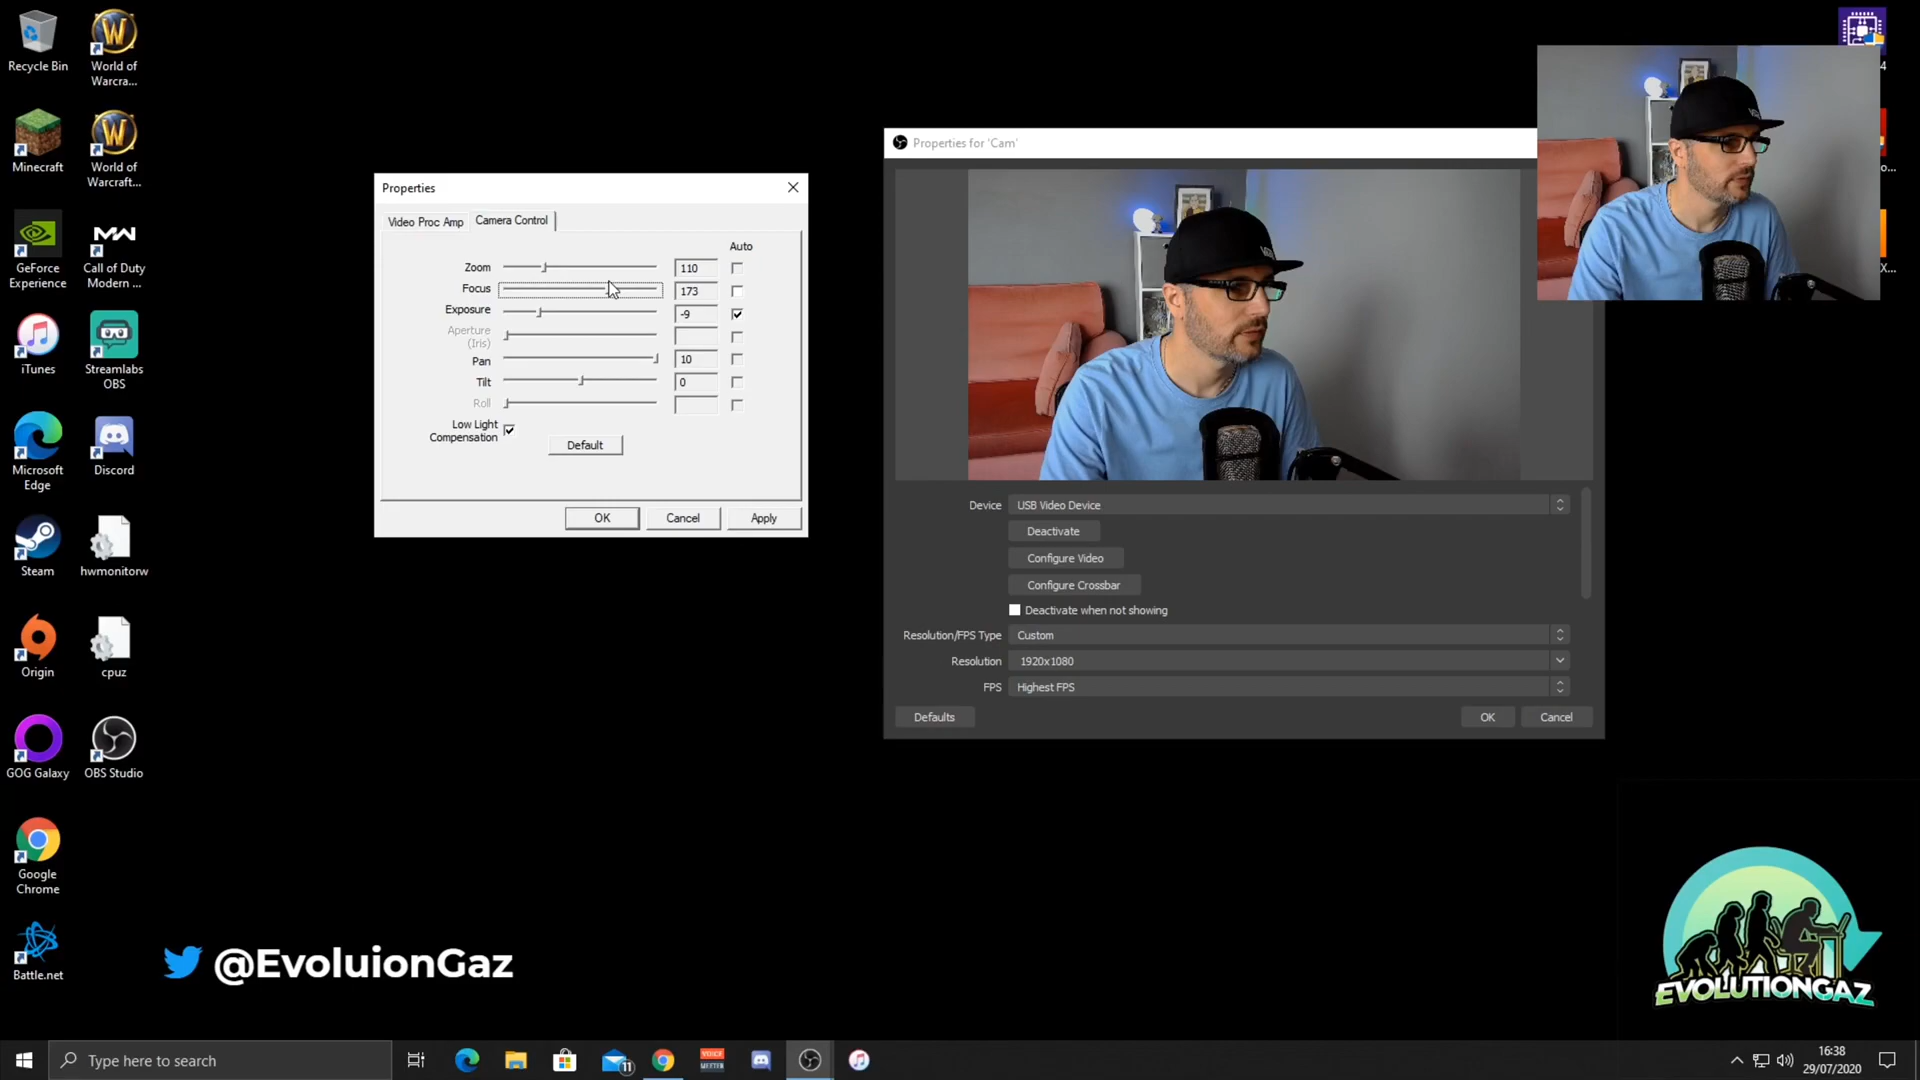 Recycle Bin
World of
Warcra...
Minecraft
World of
Warcraft...
GeForce
Experience
Call of Duty
Modern ...
iTunes
Streamlabs
OBS
Microsoft
Edge
Discord
Steam
hwmonitorw
Origin
cpuz
GOG Galaxy
OBS Studio
Google
Chrome
Battle.net
Properties
Video Proc Amp
Camera Control
Auto
Zoom
110
Focus
173
Exposure
-9
Aperture
(Iris)
Pan
10
Tilt
0
Roll
Low Light
Compensation
Default
OK
Cancel
Apply
Properties for 'Cam'
Device
USB Video Device
Deactivate
Configure Video
Configure Crossbar
Deactivate when not showing
Resolution/FPS Type
Custom
Resolution
1920x1080
FPS
Highest FPS
Defaults
OK
Cancel
@EvoluionGaz
EVOLUTIONGAZ
Type here to search
11
VOICE
MEETER
16:38
29/07/2020